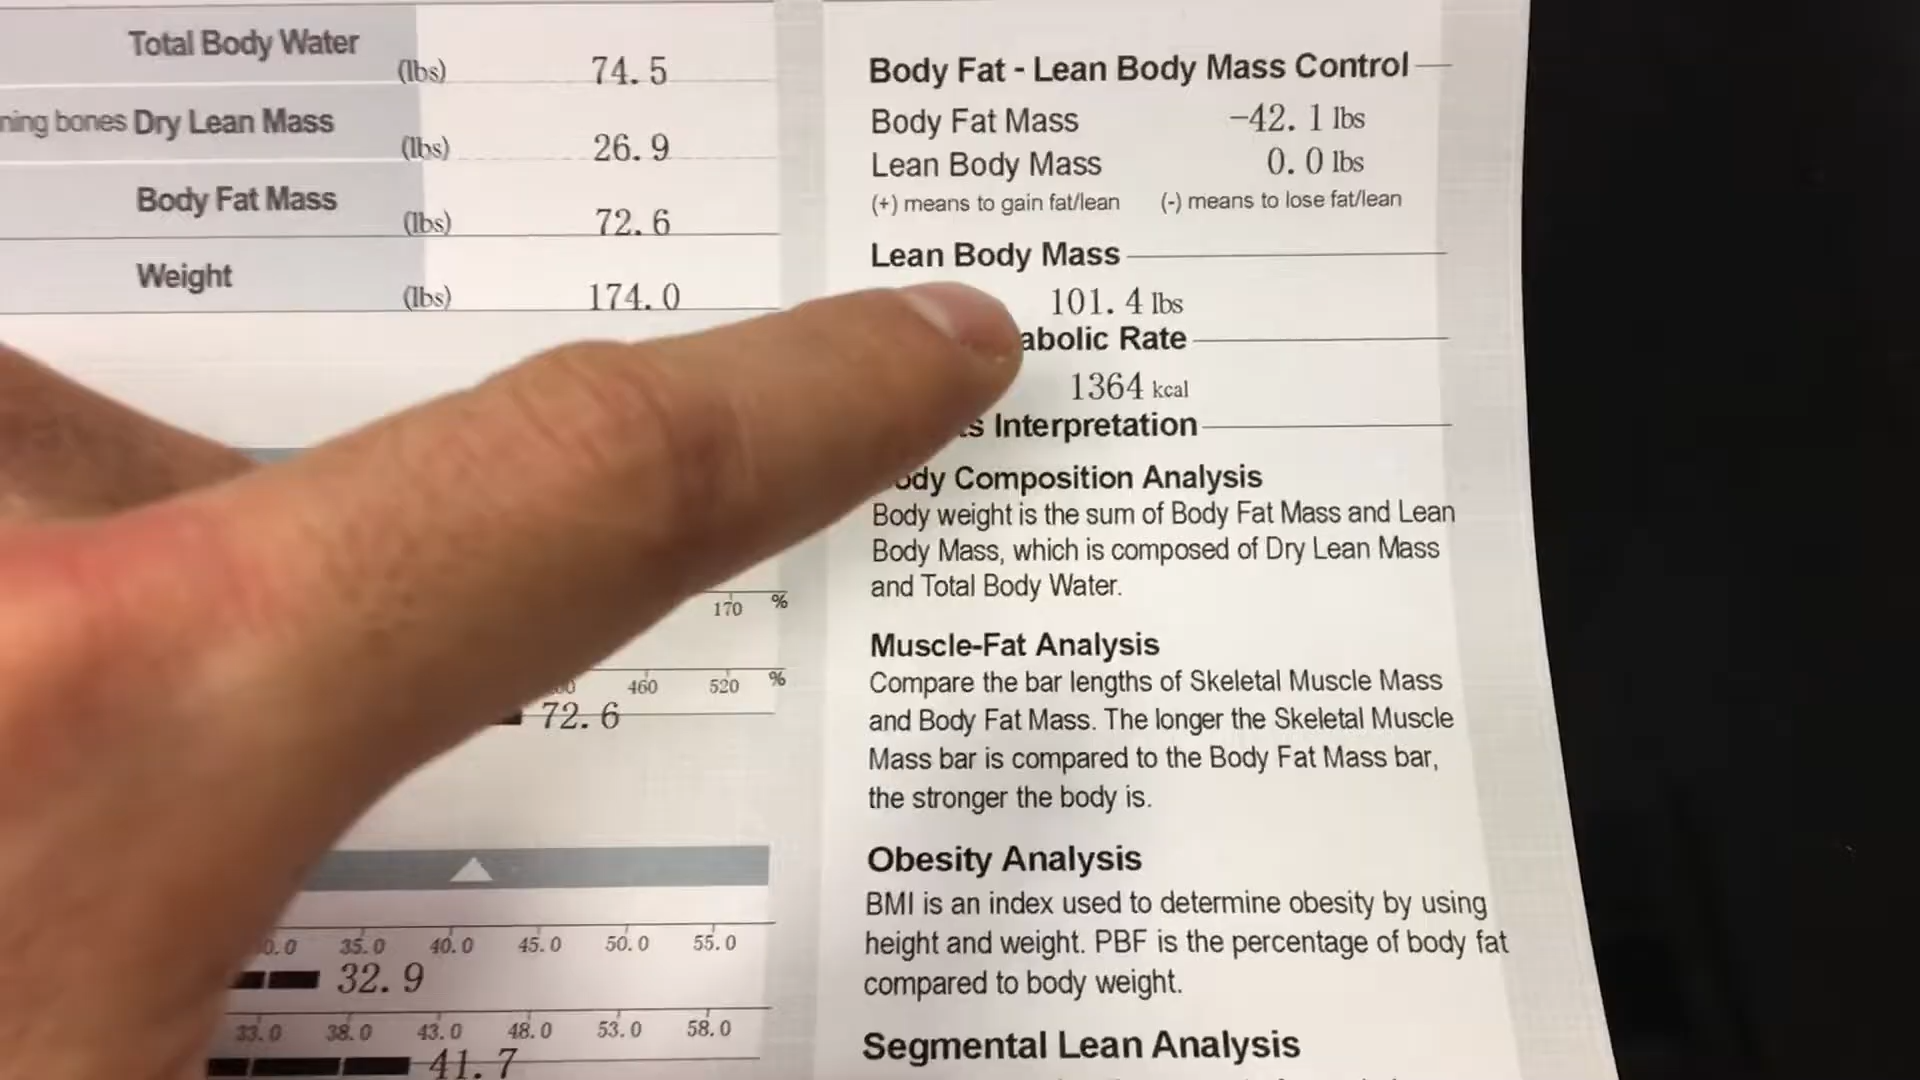 Total Body Water (lbs) 74.5
ning bones Dry Lean Mass (lbs) 26.9
Body Fat Mass (lbs) 72.6
Weight (lbs) 174.0
170 %
460 520 %
72.6
35.0 40.0 45.0 50.0 55.0
32.9
33.0 38.0 43.0 48.0 53.0 58.0
41.7
Body Fat - Lean Body Mass Control
Body Fat Mass -42.1 lbs
Lean Body Mass 0.0 lbs
(+) means to gain fat/lean (-) means to lose fat/lean
Lean Body Mass
101.4 lbs
abolic Rate
1364 kcal
s Interpretation
ody Composition Analysis
Body weight is the sum of Body Fat Mass and Lean
Body Mass, which is composed of Dry Lean Mass
and Total Body Water.
Muscle-Fat Analysis
Compare the bar lengths of Skeletal Muscle Mass
and Body Fat Mass. The longer the Skeletal Muscle
Mass bar is compared to the Body Fat Mass bar,
the stronger the body is.
Obesity Analysis
BMI is an index used to determine obesity by using
height and weight. PBF is the percentage of body fat
compared to body weight.
Segmental Lean Analysis